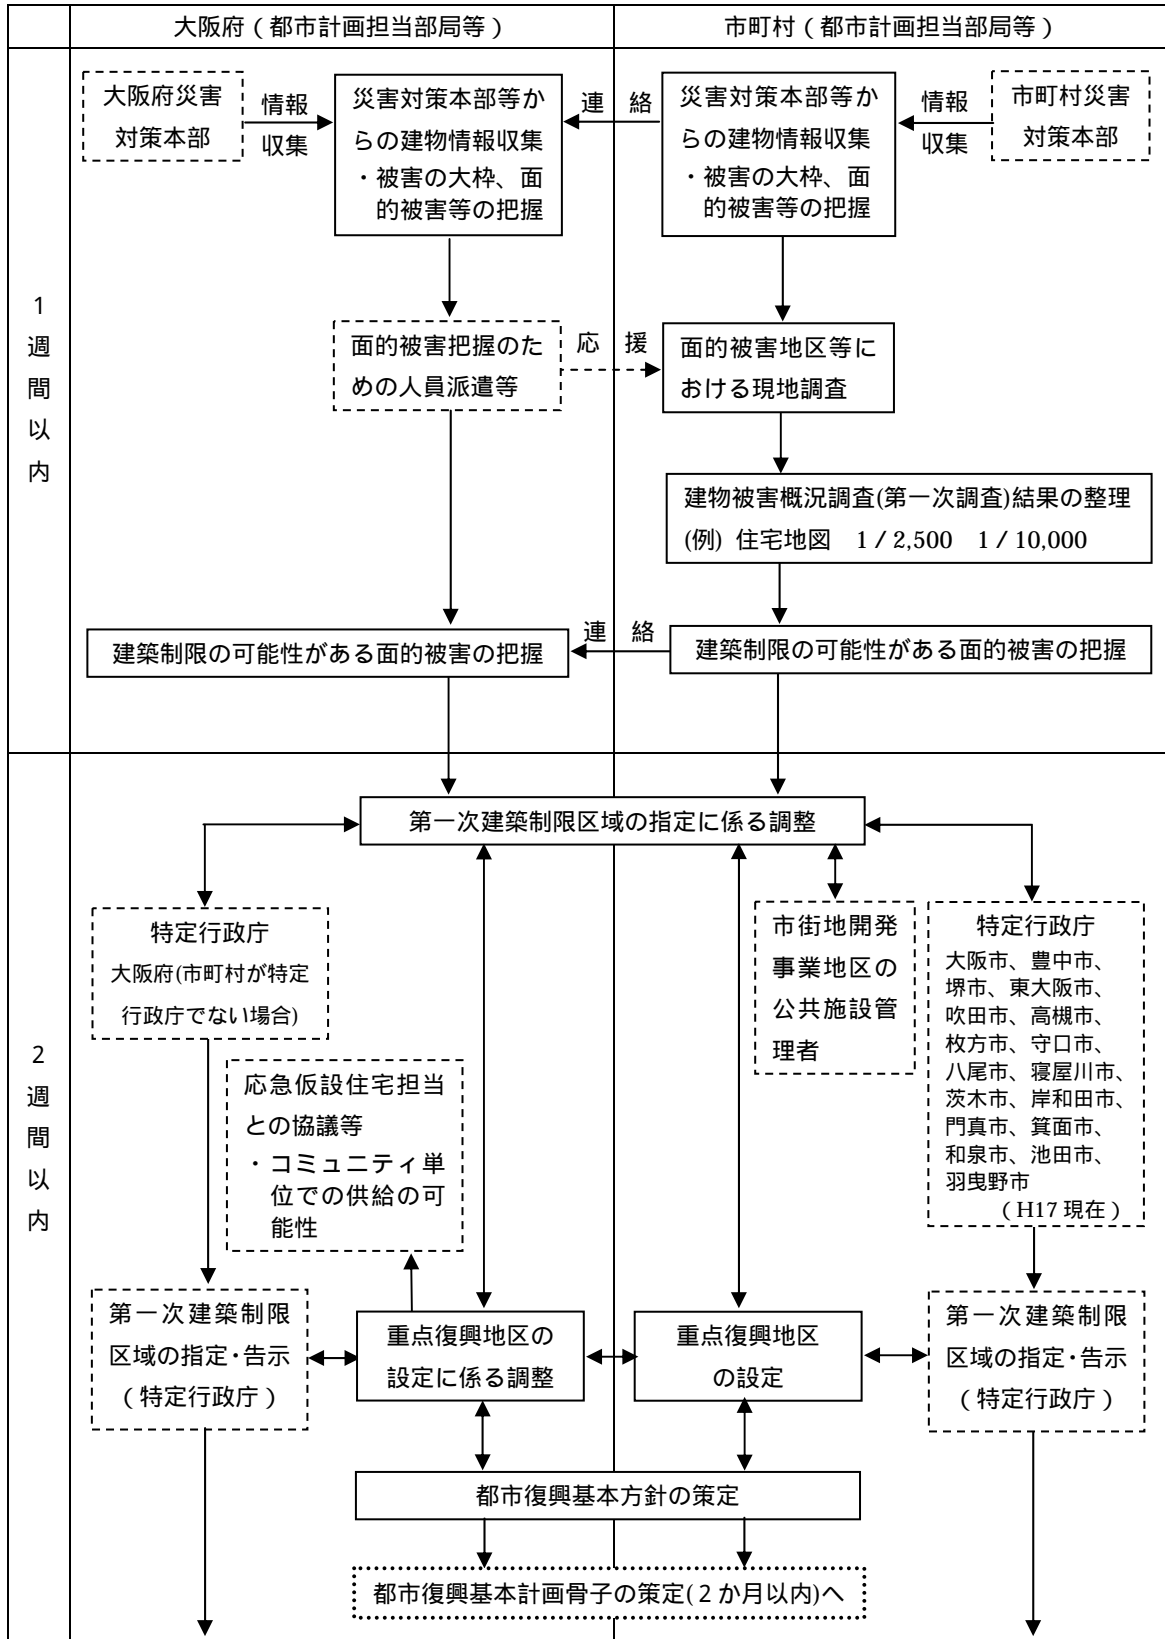 大阪府（都市計画担当部局等）
市町村（都市計画担当部局等）
1
週
間
以
内
大阪府災害
対策本部
情報
収集
災害対策本部等か
らの建物情報収集
・被害の大枠、面
的被害等の把握
連　絡
災害対策本部等か
らの建物情報収集
・被害の大枠、面
的被害等の把握
情報
収集
市町村災害
対策本部
面的被害把握のた
めの人員派遣等
応　援
面的被害地区等に
おける現地調査
建物被害概況調査(第一次調査)結果の整理
(例) 住宅地図　1／2,500　1／10,000
建築制限の可能性がある面的被害の把握
連　絡
建築制限の可能性がある面的被害の把握
2
週
間
以
内
第一次建築制限区域の指定に係る調整
特定行政庁
大阪府(市町村が特定
行政庁でない場合)
市街地開発
事業地区の
公共施設管
理者
特定行政庁
大阪市、豊中市、
堺市、東大阪市、
吹田市、高槻市、
枚方市、守口市、
八尾市、寝屋川市、
茨木市、岸和田市、
門真市、箕面市、
和泉市、池田市、
羽曳野市
（H17 現在）
応急仮設住宅担当
との協議等
・コミュニティ単
位での供給の可
能性
第一次建築制限
区域の指定・告示
（特定行政庁）
重点復興地区の
設定に係る調整
重点復興地区
の設定
第一次建築制限
区域の指定・告示
（特定行政庁）
都市復興基本方針の策定
都市復興基本計画骨子の策定(2か月以内)へ